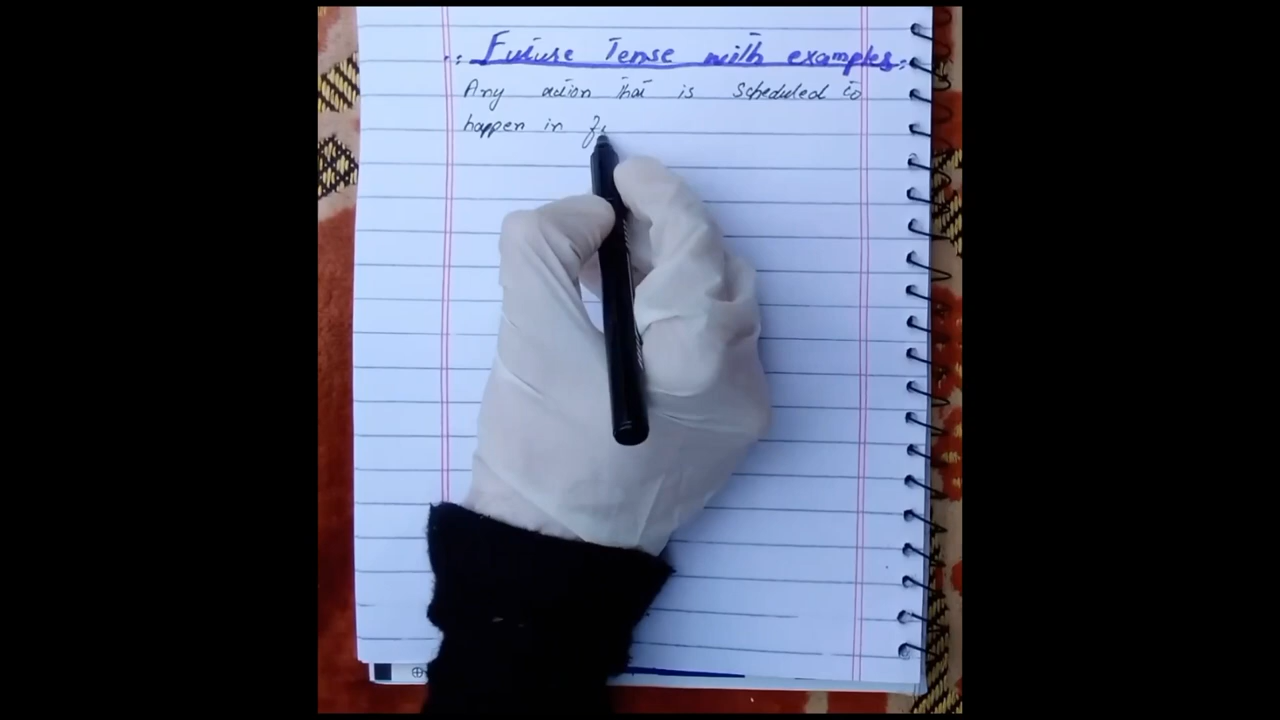 Future Tense with examples
Any action that is scheduled to
happen in